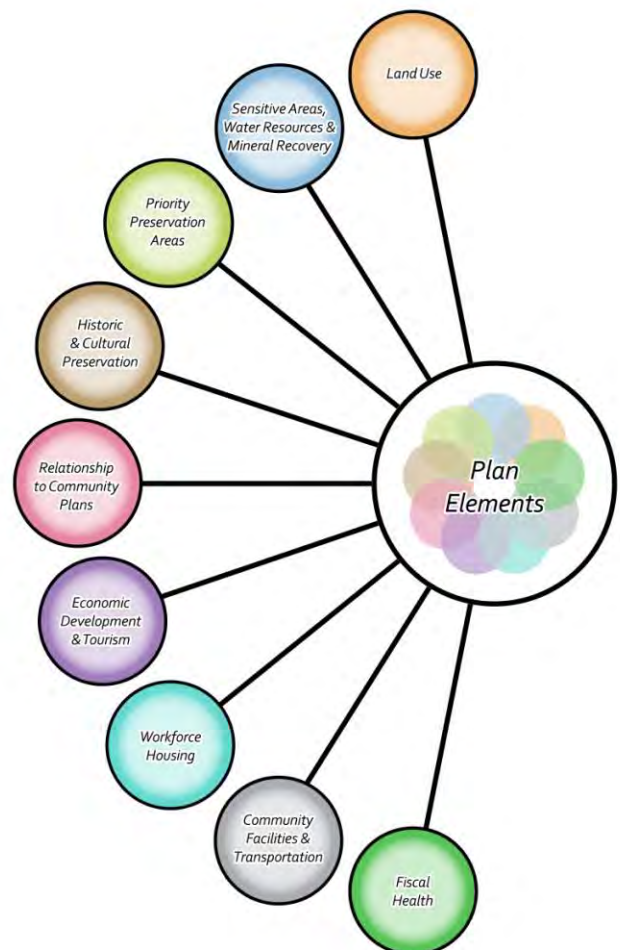 Land Use
Sensitive Areas,
Water Resources &
Mineral Recovery
Priority
Preservation
Areas
Historic
& Cultural
Preservation
Relationship
to Community
Plans
Economic
Development
& Tourism
Workforce
Housing
Community
Facilities &
Transportation
Fiscal
Health
Plan
Elements